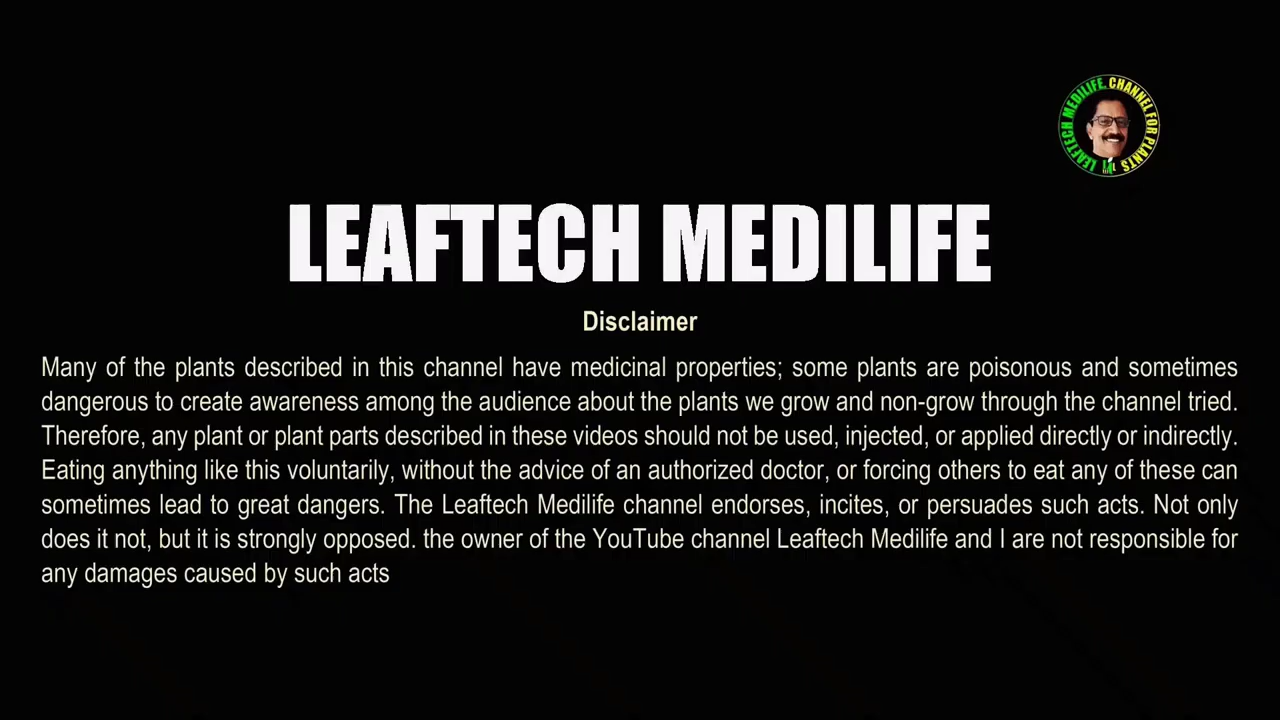 LEAFTECH MEDILIFE. CHANNEL FOR PLANTS
LEAFTECH MEDILIFE
Disclaimer
Many of the plants described in this channel have medicinal properties; some plants are poisonous and sometimes
dangerous to create awareness among the audience about the plants we grow and non-grow through the channel tried.
Therefore, any plant or plant parts described in these videos should not be used, injected, or applied directly or indirectly.
Eating anything like this voluntarily, without the advice of an authorized doctor, or forcing others to eat any of these can
sometimes lead to great dangers. The Leaftech Medilife channel endorses, incites, or persuades such acts. Not only
does it not, but it is strongly opposed. the owner of the YouTube channel Leaftech Medilife and I are not responsible for
any damages caused by such acts